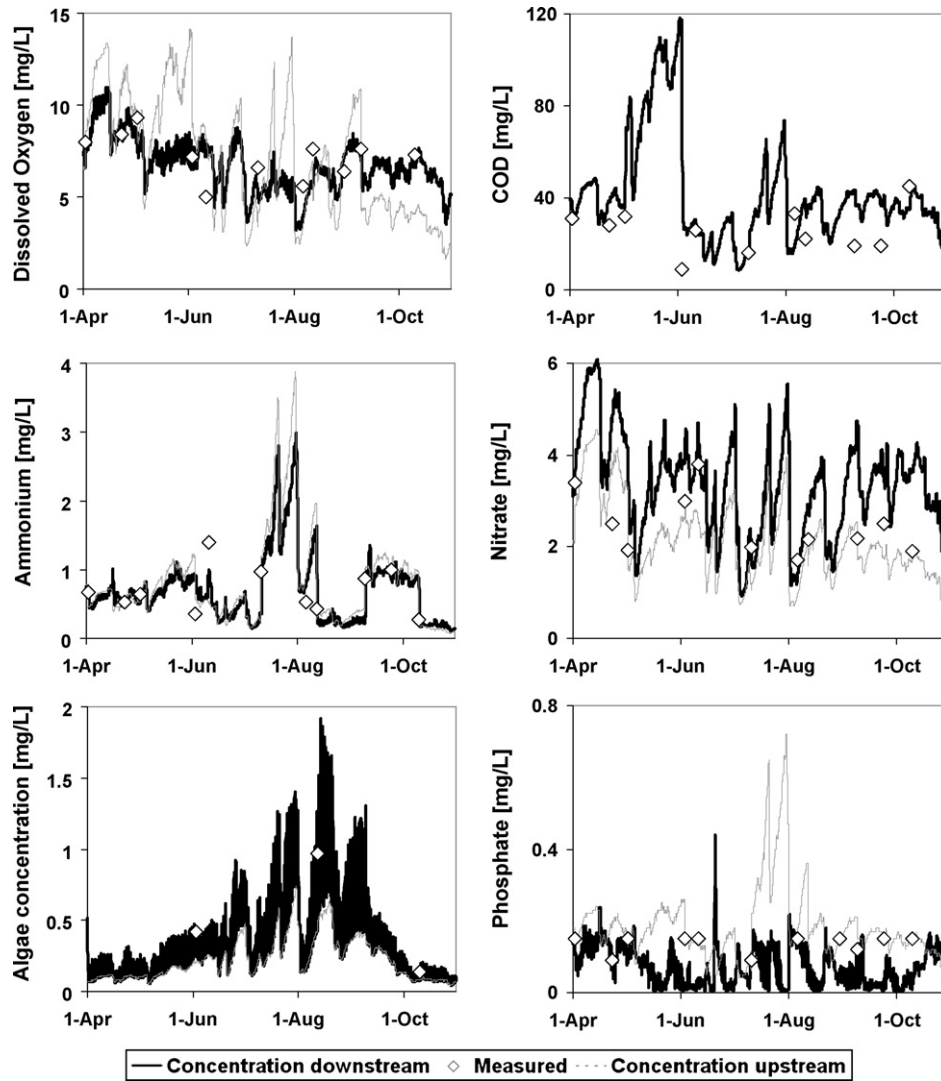 Dissolved Oxygen [mg/L]
15
10
5
0
1-Apr 1-Jun 1-Aug 1-Oct
COD [mg/L]
120
80
40
0
1-Apr 1-Jun 1-Aug 1-Oct
Ammonium [mg/L]
4
3
2
1
0
1-Apr 1-Jun 1-Aug 1-Oct
Nitrate [mg/L]
6
4
2
0
1-Apr 1-Jun 1-Aug 1-Oct
Algae concentration [mg/L]
2
1.5
1
0.5
0
1-Apr 1-Jun 1-Aug 1-Oct
Phosphate [mg/L]
0.8
0.4
0
1-Apr 1-Jun 1-Aug 1-Oct
Concentration downstream Measured Concentration upstream